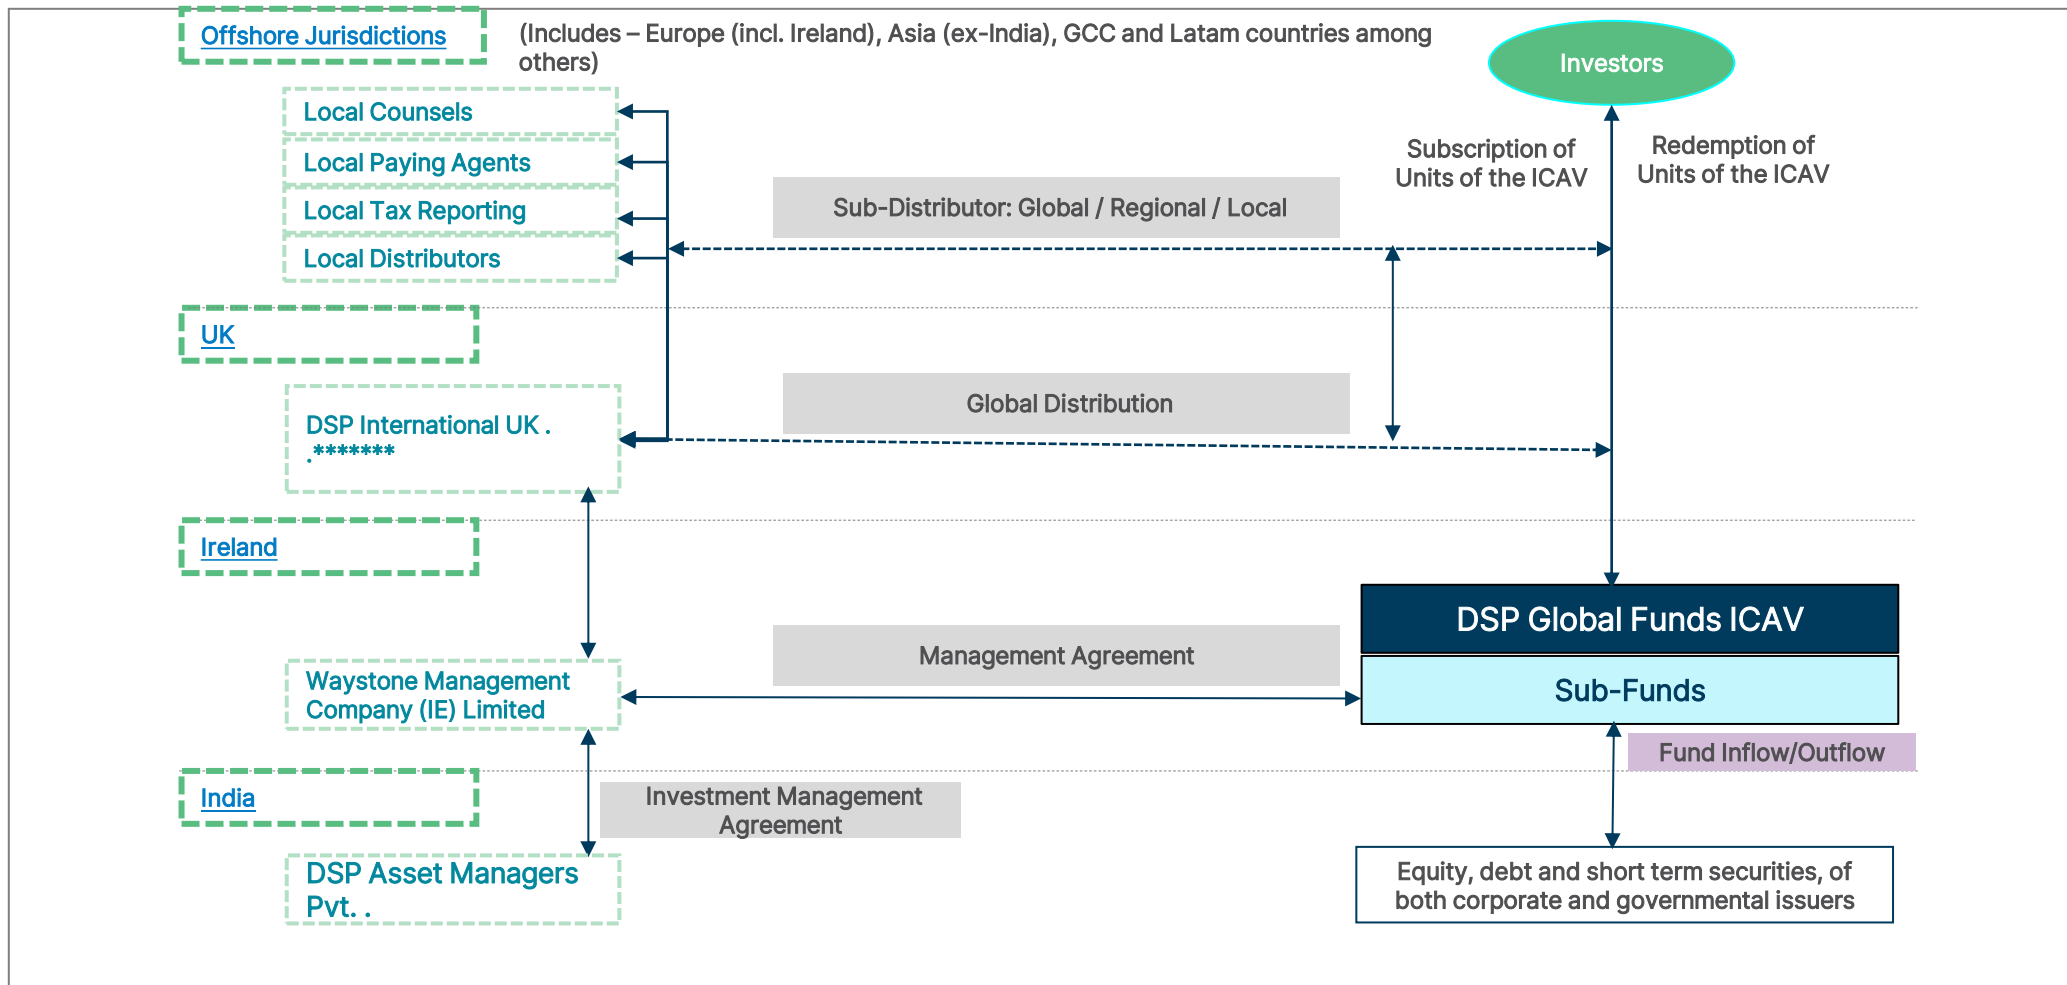 Offshore Jurisdictions
(Includes – Europe (incl. Ireland), Asia (ex-India), GCC and Latam countries among
others)
Investors
Local Counsels
Local Paying Agents
Local Tax Reporting
Local Distributors
Subscription of
Units of the ICAV
Redemption of
Units of the ICAV
Sub-Distributor: Global / Regional / Local
UK
DSP International UK .
.*******
Global Distribution
Ireland
DSP Global Funds ICAV
Sub-Funds
Management Agreement
Waystone Management
Company (IE) Limited
Fund Inflow/Outflow
India
Investment Management
Agreement
DSP Asset Managers
Pvt. .
Equity, debt and short term securities, of
both corporate and governmental issuers